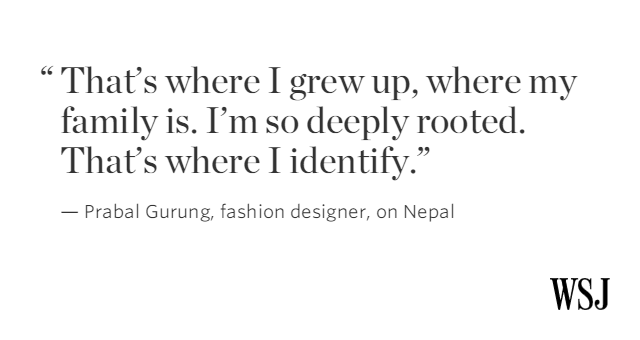 “ That’s where I grew up, where my
family is. I’m so deeply rooted.
That’s where I identify.”
— Prabal Gurung, fashion designer, on Nepal
WSJ